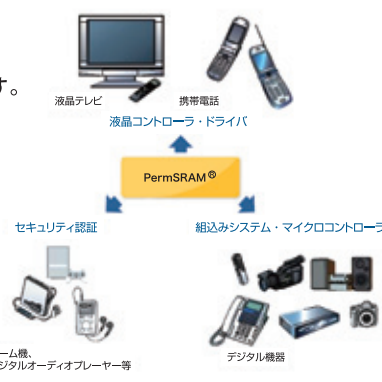 す。
液晶テレビ
携帯電話
液晶コントローラ・ドライバ
PermSRAM®
セキュリティ認証
組込みシステム・マイクロコントローラ
ーム機、
ジタルオーディオプレーヤー等
デジタル機器